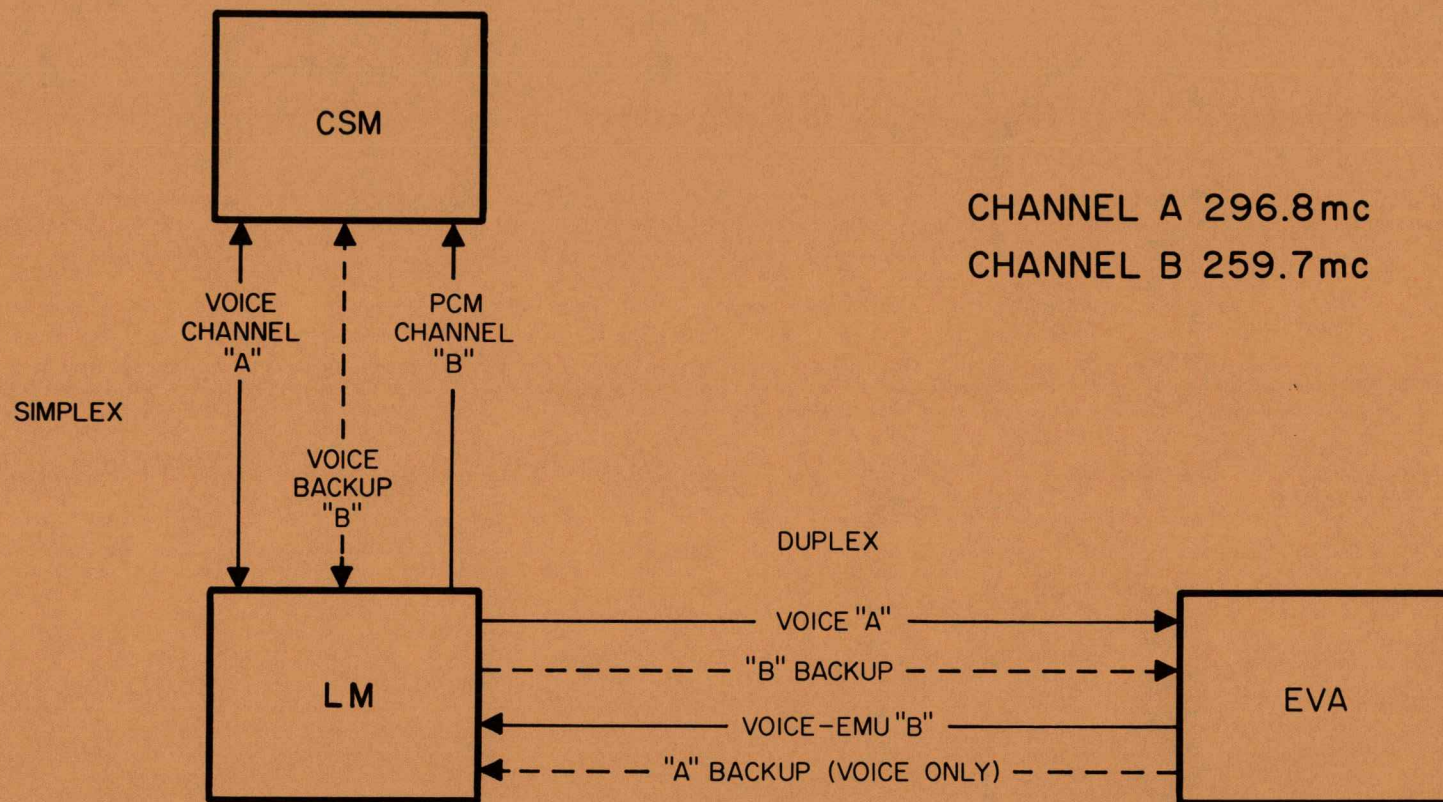 CSM
CHANNEL A 296.8mc
CHANNEL B 259.7mc
VOICE
CHANNEL
"A"
PCM
CHANNEL
"B"
SIMPLEX
VOICE
BACKUP
"B"
DUPLEX
LM
VOICE "A"
"B" BACKUP
VOICE-EMU "B"
"A" BACKUP (VOICE ONLY)
EVA